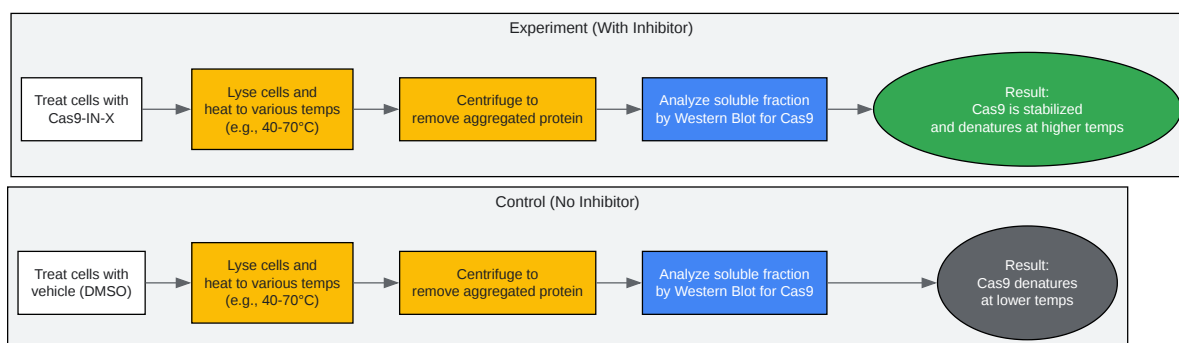 Experiment (With Inhibitor)
Treat cells with
Cas9-IN-X
Lyse cells and
heat to various temps
(e.g., 40-70°C)
Centrifuge to
remove aggregated protein
Analyze soluble fraction
by Western Blot for Cas9
Result:
Cas9 is stabilized
and denatures at higher temps
Control (No Inhibitor)
Treat cells with
vehicle (DMSO)
Lyse cells and
heat to various temps
(e.g., 40-70°C)
Centrifuge to
remove aggregated protein
Analyze soluble fraction
by Western Blot for Cas9
Result:
Cas9 denatures
at lower temps